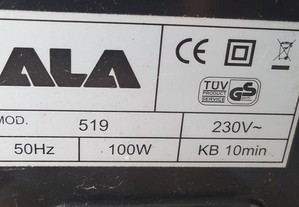 ALA
CE
TÜV
PRODUCT SERVICE
GS
MOD. 519 230V~
50Hz 100W KB 10min